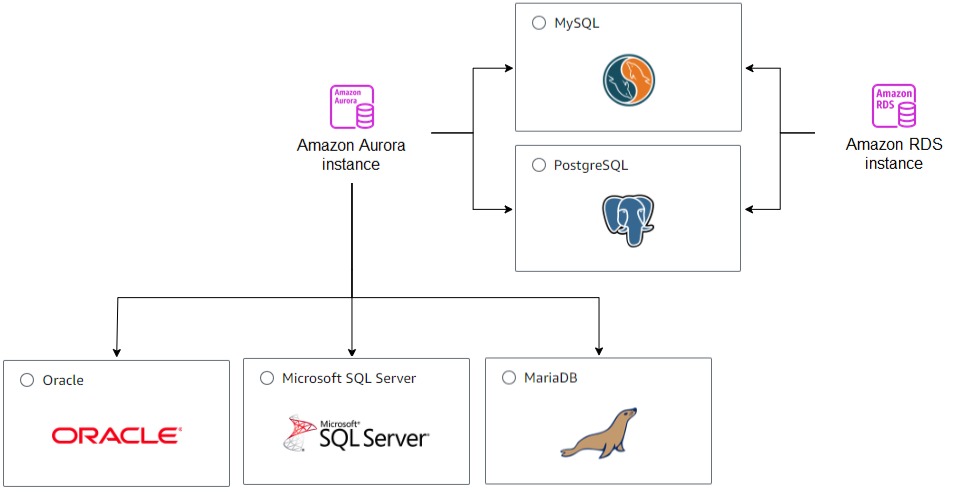 MySQL
Amazon
Aurora
Amazon Aurora
instance
Amazon
RDS
Amazon RDS
instance
PostgreSQL
Oracle
ORACLE
Microsoft SQL Server
Microsoft®
SQL Server
MariaDB